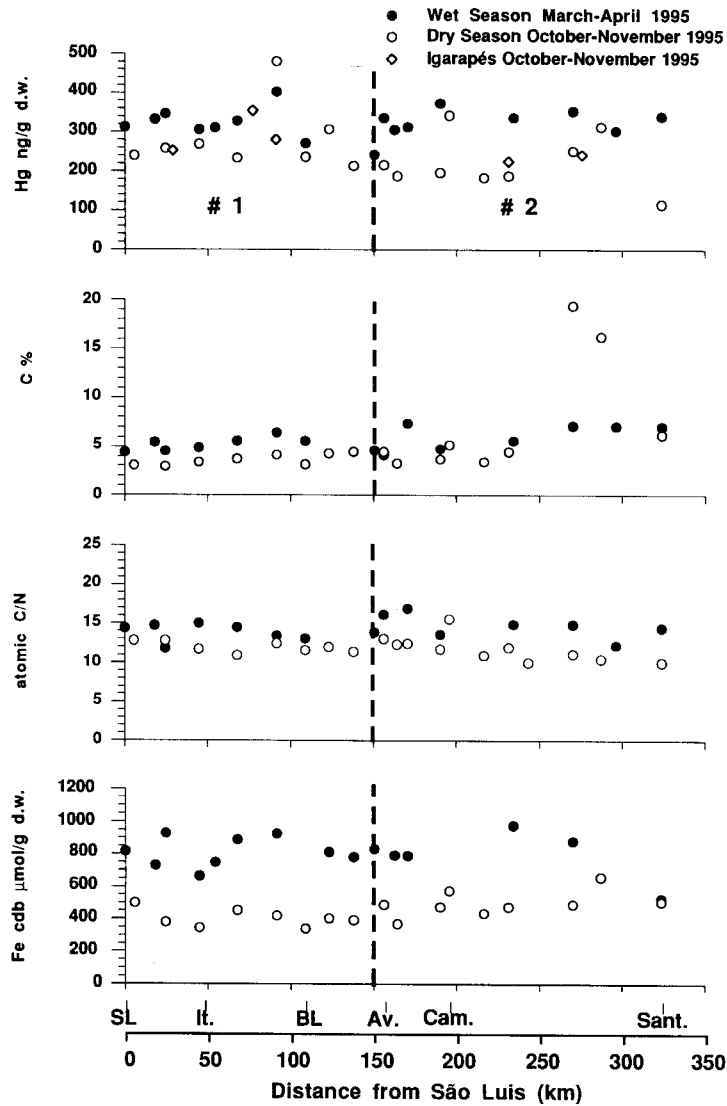 Wet Season March-April 1995
Dry Season October-November 1995
Igarapés October-November 1995
Hg ng/g d.w.
500
400
300
200
100
0
# 1
# 2
C %
20
15
10
5
0
atomic C/N
25
20
15
10
5
0
Fe cdb µmol/g d.w.
1200
1000
800
600
400
200
0
SL It. BL Av. Cam. Sant.
0 50 100 150 200 250 300 350
Distance from São Luis (km)